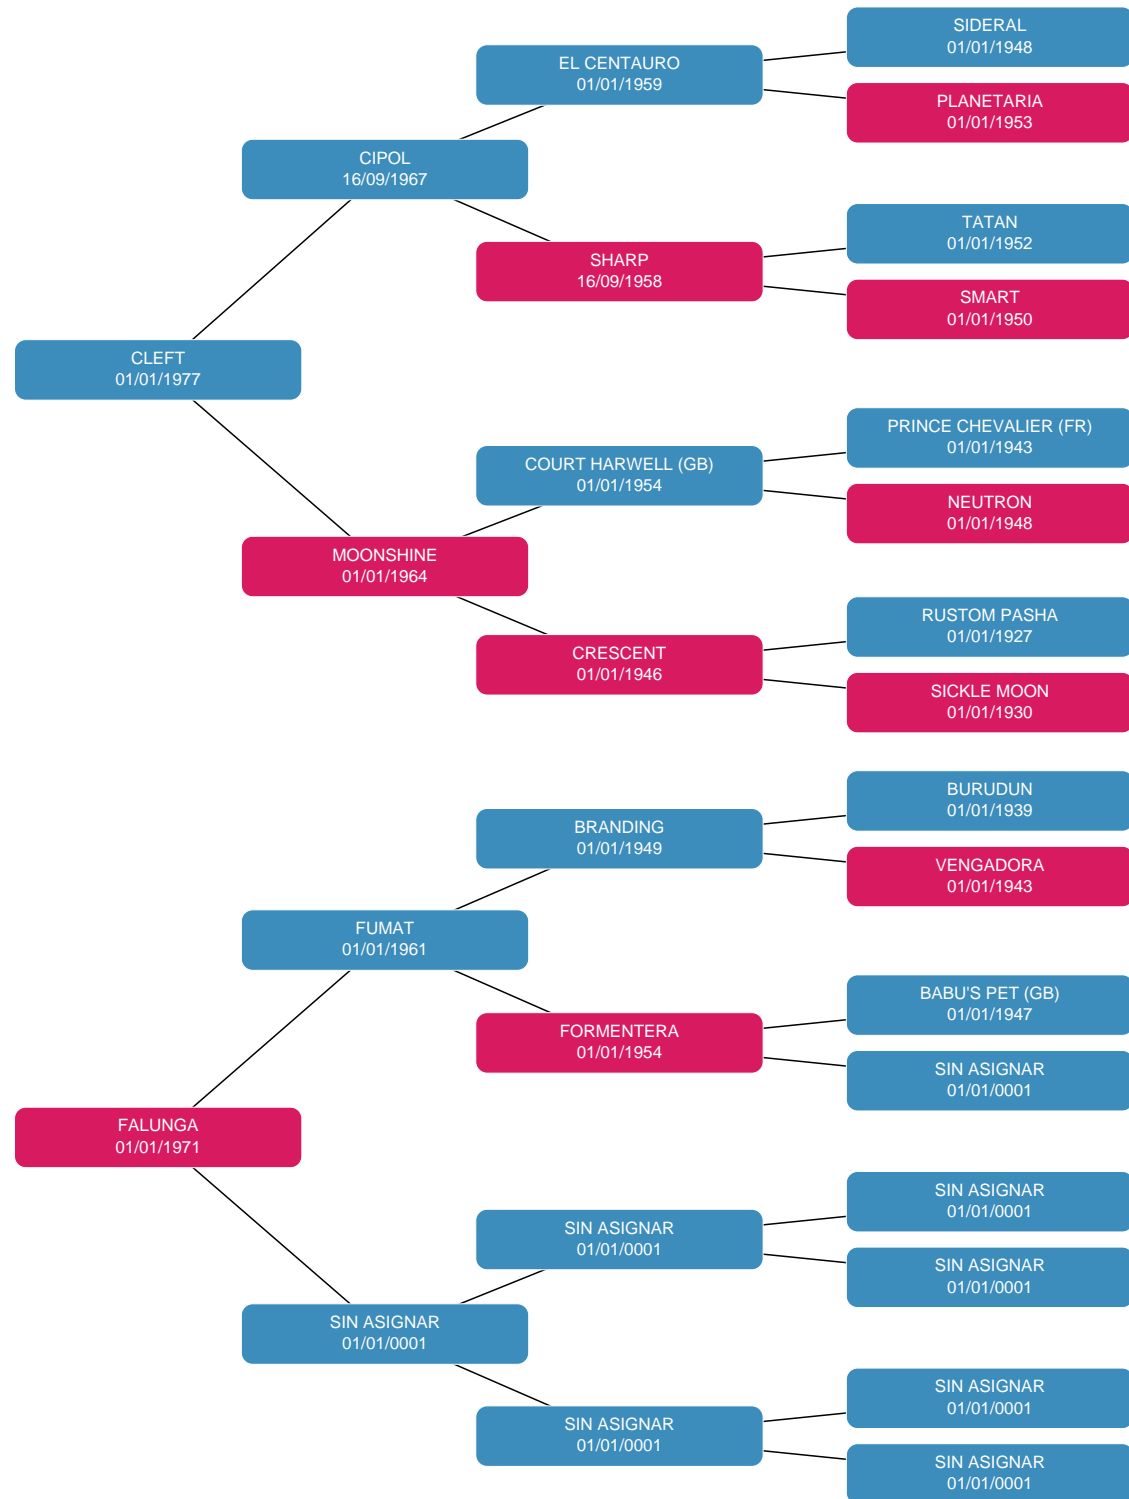 SIDERAL
01/01/1948
EL CENTAURO
01/01/1959
PLANETARIA
01/01/1953
CIPOL
16/09/1967
TATAN
01/01/1952
SHARP
16/09/1958
SMART
01/01/1950
CLEFT
01/01/1977
PRINCE CHEVALIER (FR)
01/01/1943
COURT HARWELL (GB)
01/01/1954
NEUTRON
01/01/1948
MOONSHINE
01/01/1964
RUSTOM PASHA
01/01/1927
CRESCENT
01/01/1946
SICKLE MOON
01/01/1930
BURUDUN
01/01/1939
BRANDING
01/01/1949
VENGADORA
01/01/1943
FUMAT
01/01/1961
BABU'S PET (GB)
01/01/1947
FORMENTERA
01/01/1954
SIN ASIGNAR
01/01/0001
FALUNGA
01/01/1971
SIN ASIGNAR
01/01/0001
SIN ASIGNAR
01/01/0001
SIN ASIGNAR
01/01/0001
SIN ASIGNAR
01/01/0001
SIN ASIGNAR
01/01/0001
SIN ASIGNAR
01/01/0001
SIN ASIGNAR
01/01/0001